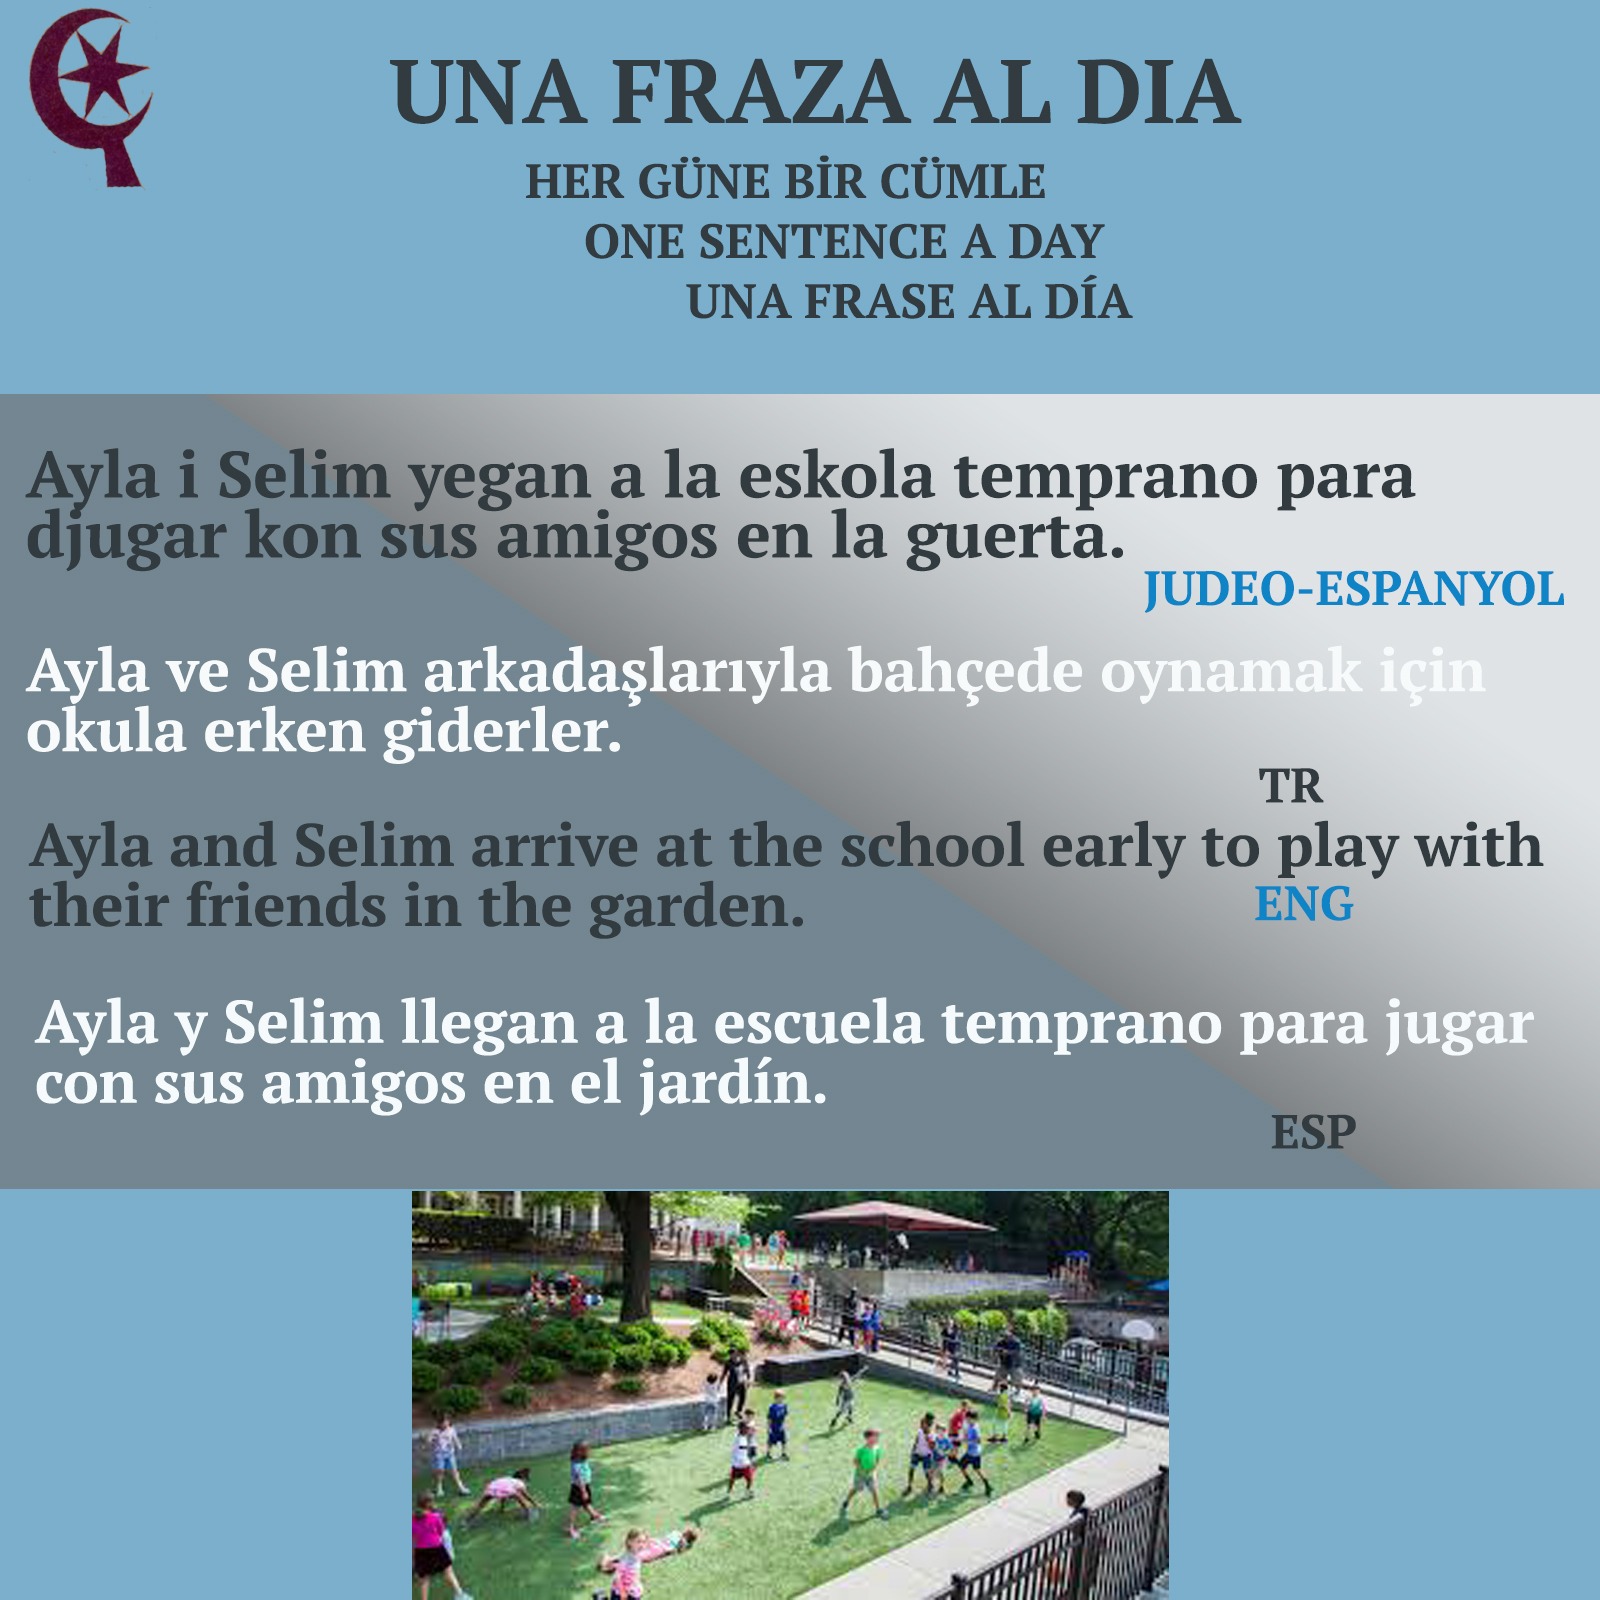 UNA FRAZA AL DIA
HER GÜNE BİR CÜMLE
ONE SENTENCE A DAY
UNA FRASE AL DÍA
Ayla i Selim yegan a la eskola temprano para
djugar kon sus amigos en la guerta.
JUDEO-ESPANYOL
Ayla ve Selim arkadaşlarıyla bahçede oynamak için
okula erken giderler.
TR
Ayla and Selim arrive at the school early to play with
their friends in the garden.
ENG
Ayla y Selim llegan a la escuela temprano para jugar
con sus amigos en el jardín.
ESP